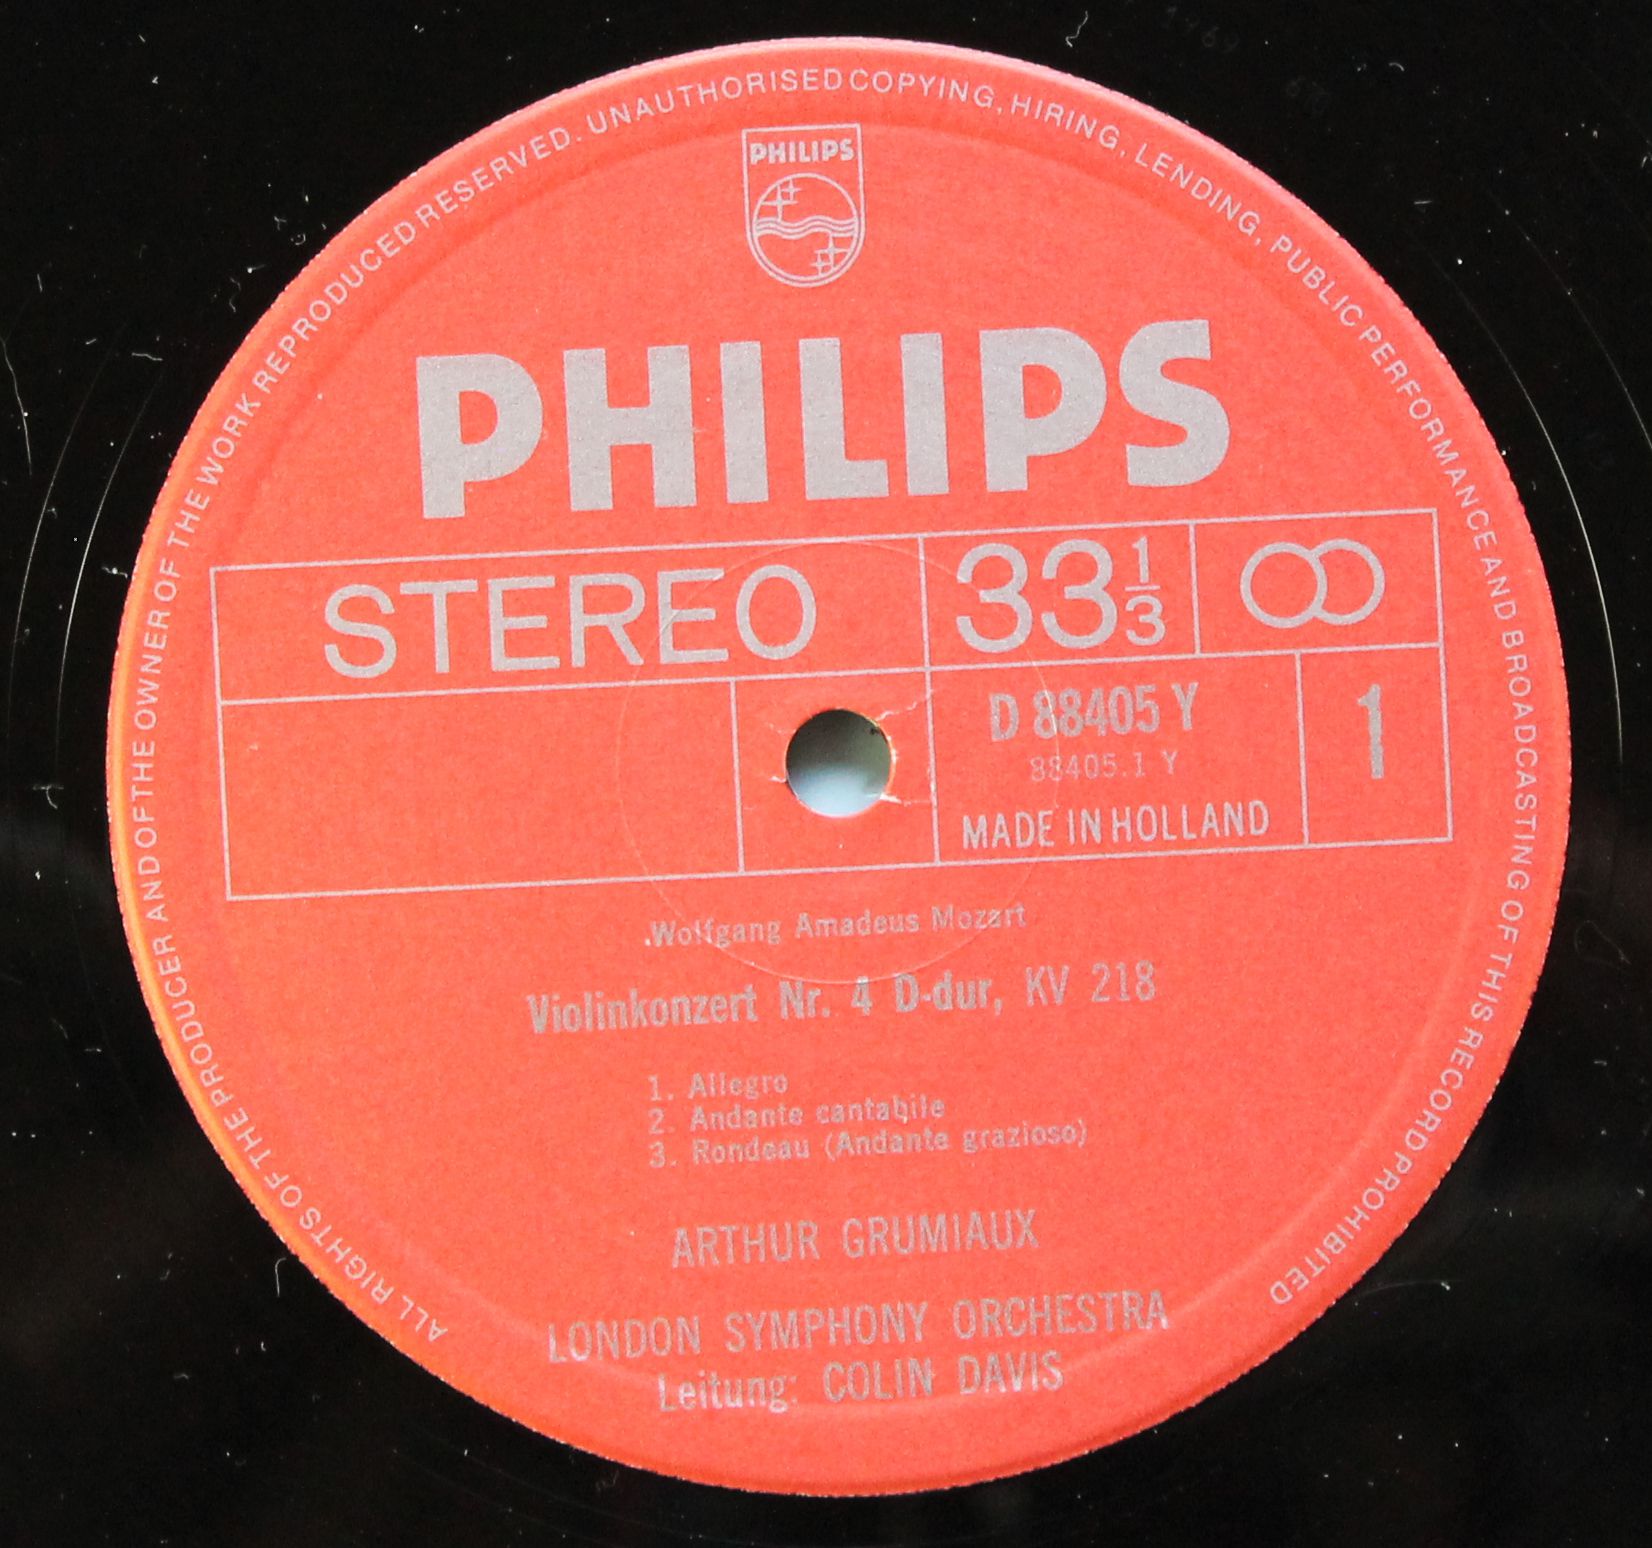 ALL RIGHTS OF THE PRODUCER AND OF THE OWNER OF THE WORK REPRODUCED RESERVED. UNAUTHORISED COPYING, HIRING, LENDING, PUBLIC PERFORMANCE AND BROADCASTING OF THIS RECORD PROHIBITED
PHILIPS
PHILIPS
STEREO 33 1/3
D 88405 Y 1
88405.1 Y
MADE IN HOLLAND
Wolfgang Amadeus Mozart
Violinkonzert Nr. 4 D-dur, KV 218
1. Allegro
2. Andante cantabile
3. Rondeau (Andante grazioso)
ARTHUR GRUMIAUX
LONDON SYMPHONY ORCHESTRA
Leitung: COLIN DAVIS